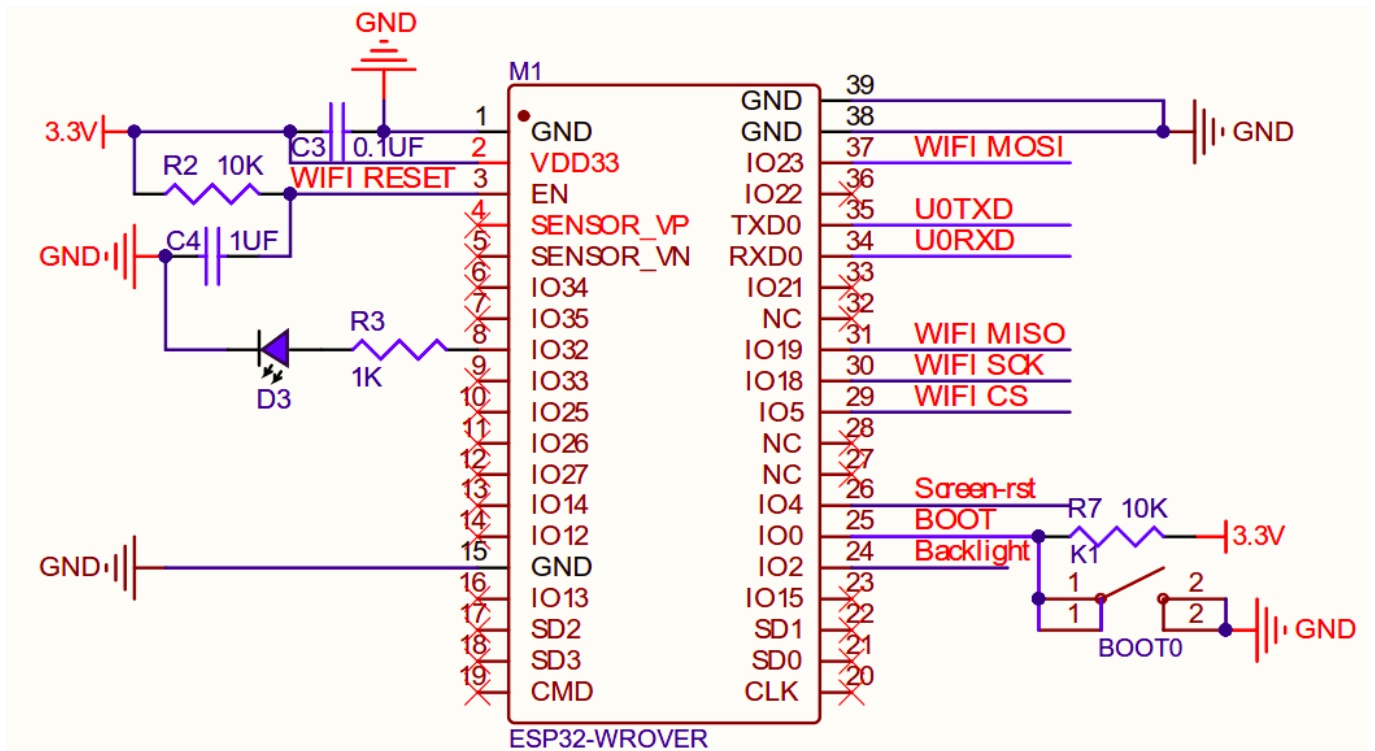 GND
M1
3.3V
C3 0.1UF
R2 10K
WIFI RESET
GND
C4 1UF
R3
1K
D3
GND
1 GND
2 VDD33
3 EN
4 SENSOR_VP
5 SENSOR_VN
6 IO34
7 IO35
8 IO32
9 IO33
10 IO25
11 IO26
12 IO27
13 IO14
14 IO12
15 GND
16 IO13
17 SD2
18 SD3
19 CMD
GND 39
GND 38
GND
IO23 37 WIFI MOSI
IO22 36
TXD0 35 U0TXD
RXD0 34 U0RXD
IO21 33
NC 32
IO19 31 WIFI MISO
IO18 30 WIFI SCK
IO5 29 WIFI CS
NC 28
NC 27
IO4 26 Screen-rst
IO0 25 BOOT
IO2 24 Backlight
IO15 23
SD1 22
SD0 21
CLK 20
R7 10K
3.3V
K1
1 2
1 2
GND
BOOT0
ESP32-WROVER